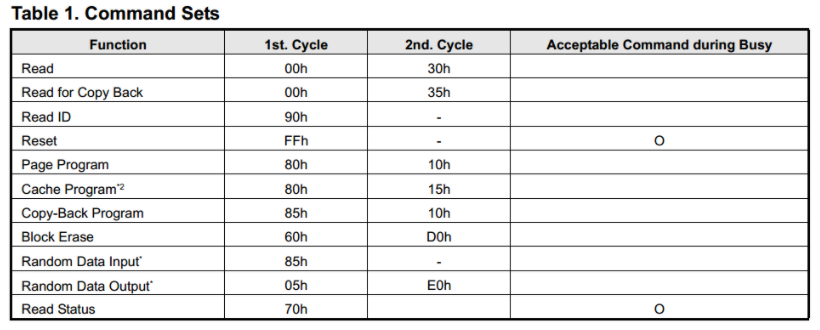 Table 1. Command Sets
Function 1st. Cycle 2nd. Cycle Acceptable Command during Busy
Read 00h 30h
Read for Copy Back 00h 35h
Read ID 90h -
Reset FFh - O
Page Program 80h 10h
Cache Program*2 80h 15h
Copy-Back Program 85h 10h
Block Erase 60h D0h
Random Data Input* 85h -
Random Data Output* 05h E0h
Read Status 70h O